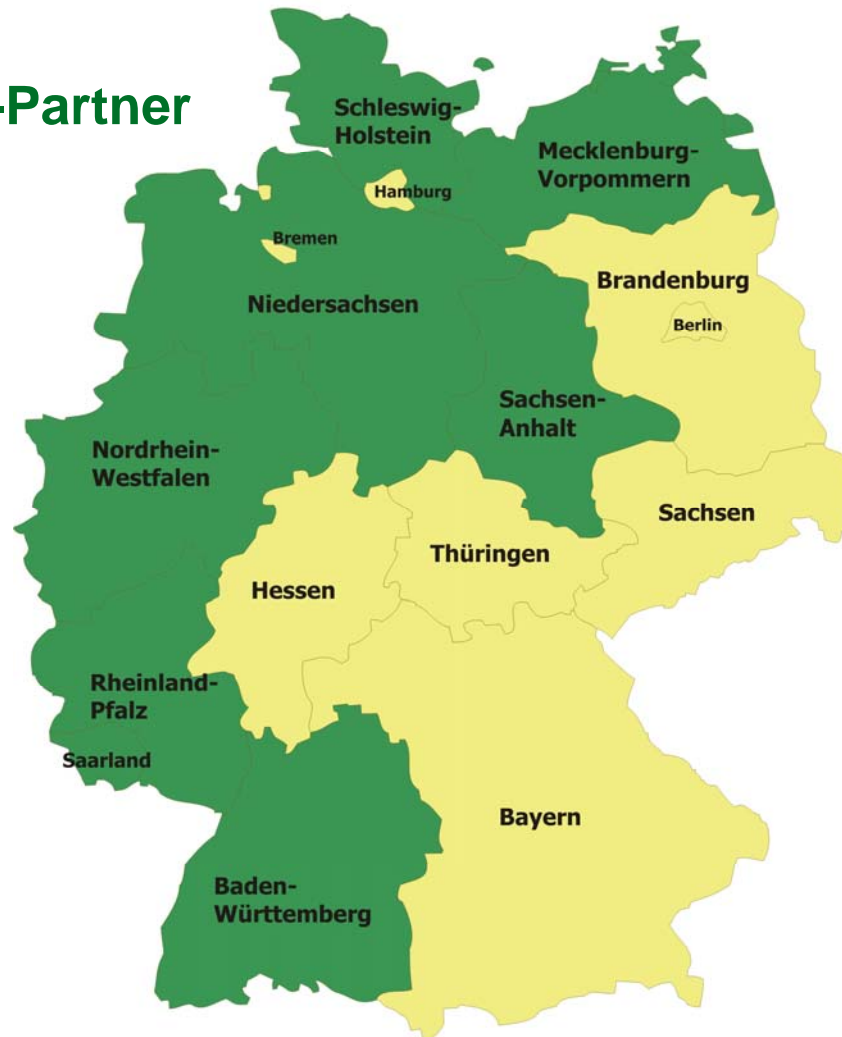 -Partner
Schleswig-
Holstein
Mecklenburg-
Vorpommern
Hamburg
Bremen
Brandenburg
Niedersachsen
Berlin
Sachsen-
Anhalt
Nordrhein-
Westfalen
Sachsen
Thüringen
Hessen
Rheinland-
Pfalz
Saarland
Bayern
Baden-
Württemberg